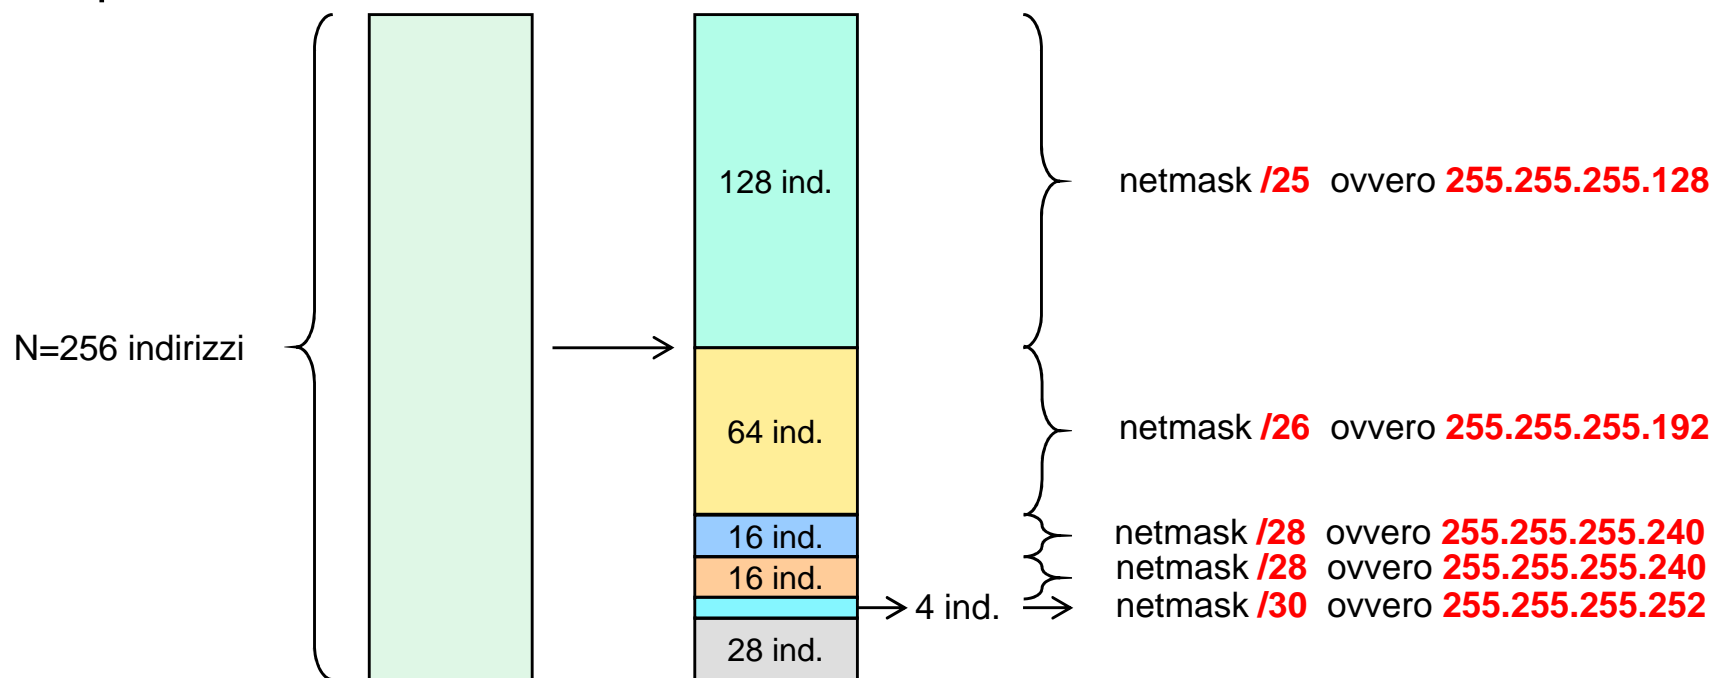 128 ind.
netmask /25 ovvero 255.255.255.128
N=256 indirizzi
64 ind.
netmask /26 ovvero 255.255.255.192
16 ind.
netmask /28 ovvero 255.255.255.240
16 ind.
netmask /28 ovvero 255.255.255.240
4 ind.
netmask /30 ovvero 255.255.255.252
28 ind.